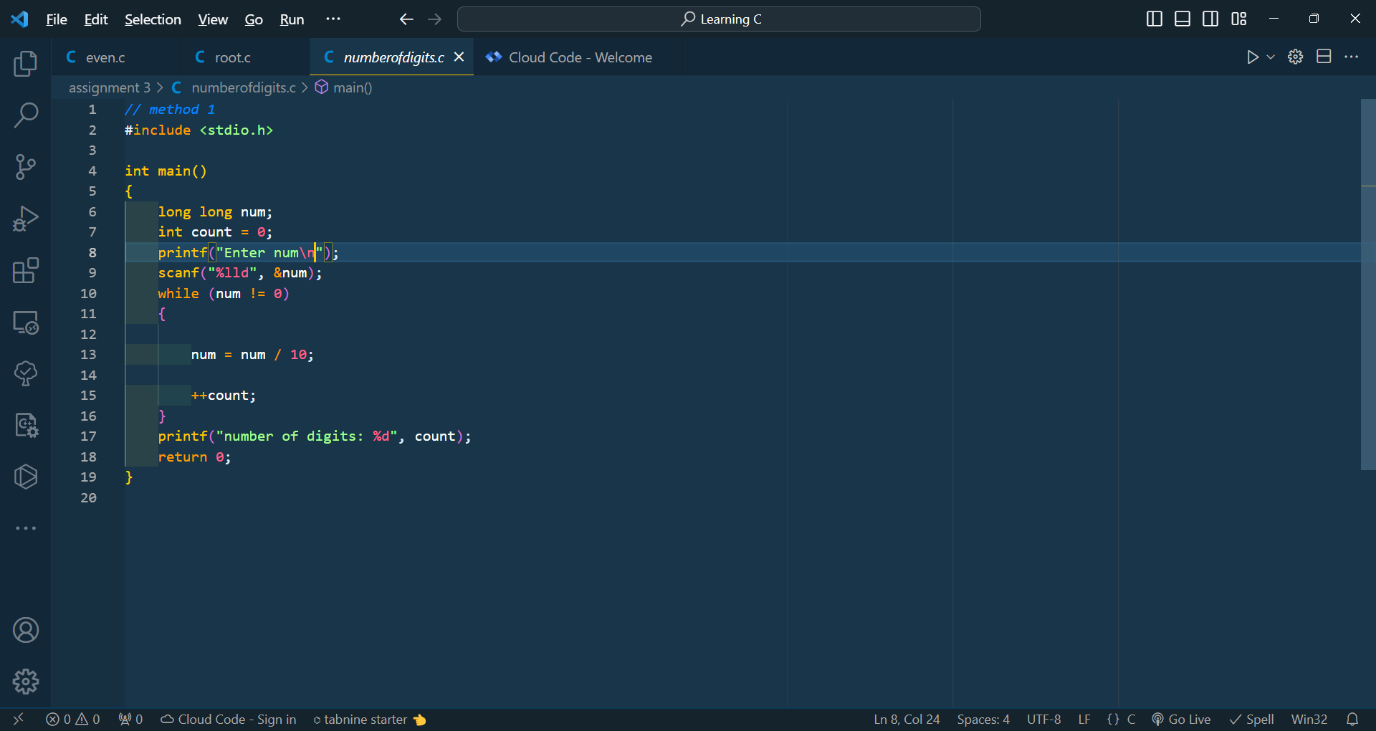 File Edit Selection View Go Run ··· Learning C
C even.c C root.c C numberofdigits.c Cloud Code - Welcome
assignment 3 > C numberofdigits.c > main()
1 // method 1
2 #include <stdio.h>
3
4 int main()
5 {
6 long long num;
7 int count = 0;
8 printf("Enter num\n");
9 scanf("%lld", &num);
10 while (num != 0)
11 {
12
13 num = num / 10;
14
15 ++count;
16 }
17 printf("number of digits: %d", count);
18 return 0;
19 }
20
0 0 0 Cloud Code - Sign in tabnine starter 👈 Ln 8, Col 24 Spaces: 4 UTF-8 LF {} C Go Live Spell Win32